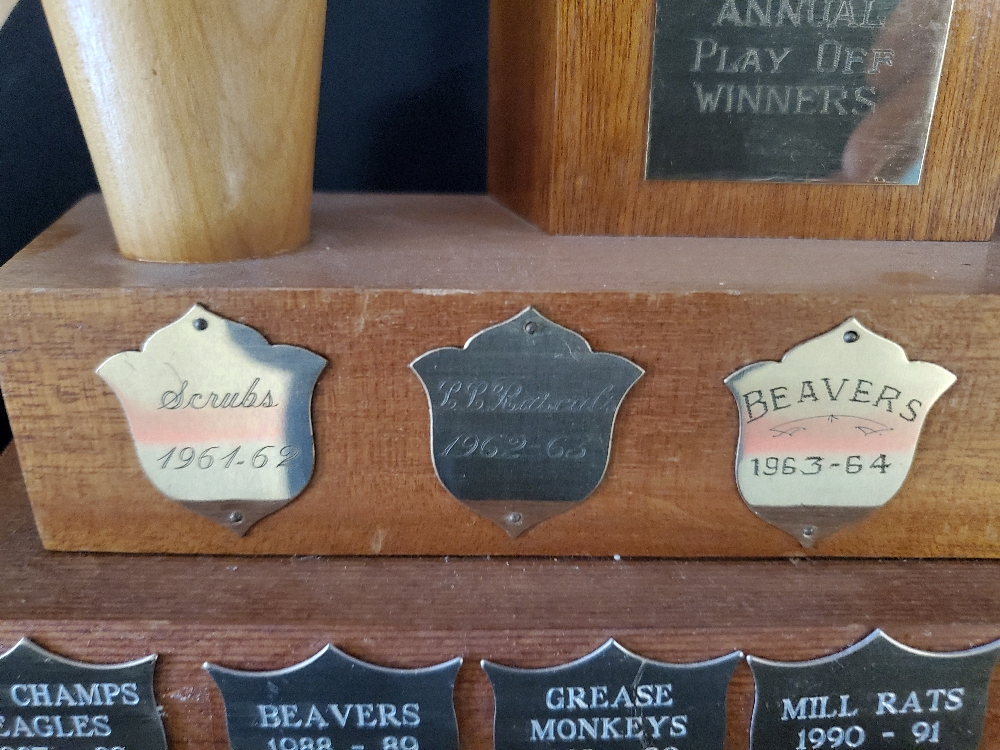 ANNUAL
PLAY OFF
WINNERS
Scrubs
1961-62
1962-63
BEAVERS
1963-64
CHAMPS
EAGLES
BEAVERS
1988 - 89
GREASE
MONKEYS
MILL RATS
1990 - 91